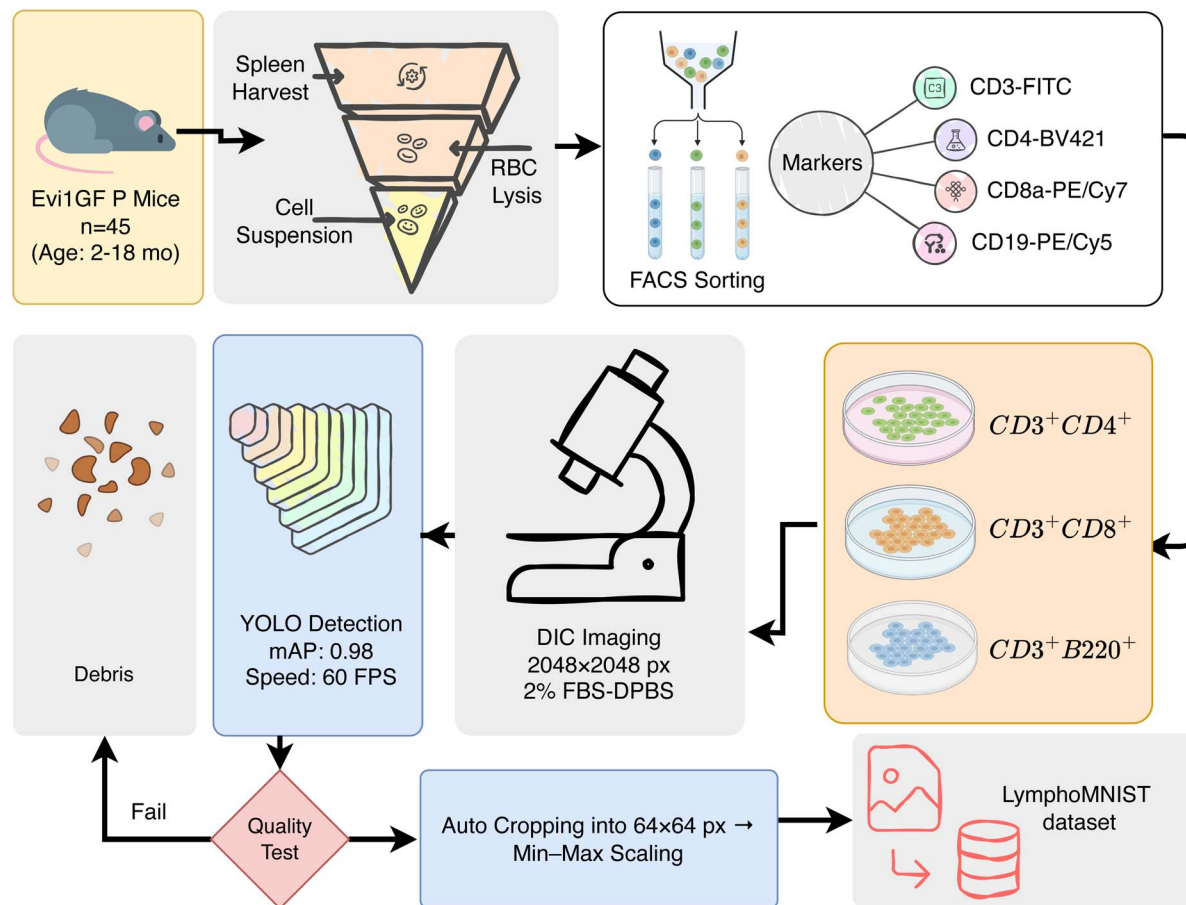 Evi1GF P Mice
n=45
(Age: 2-18 mo)
Spleen
Harvest
RBC
Lysis
Cell
Suspension
FACS Sorting
Markers
C3
CD3-FITC
CD4-BV421
CD8a-PE/Cy7
CD19-PE/Cy5
CD3⁺CD4⁺
CD3⁺CD8⁺
CD3⁺B220⁺
DIC Imaging
2048×2048 px
2% FBS-DPBS
YOLO Detection
mAP: 0.98
Speed: 60 FPS
Debris
Fail
Quality
Test
Auto Cropping into 64×64 px →
Min–Max Scaling
LymphoMNIST
dataset